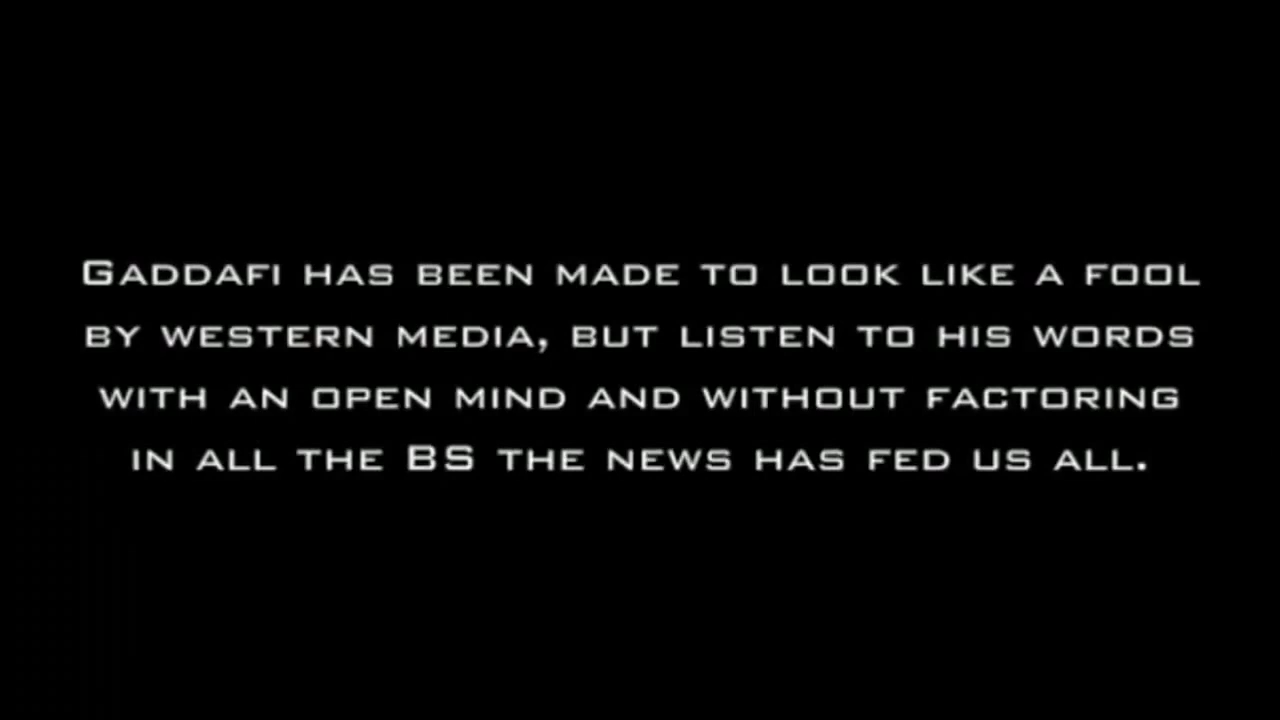 Gaddafi has been made to look like a fool
by western media, but listen to his words
with an open mind and without factoring
in all the BS the news has fed us all.